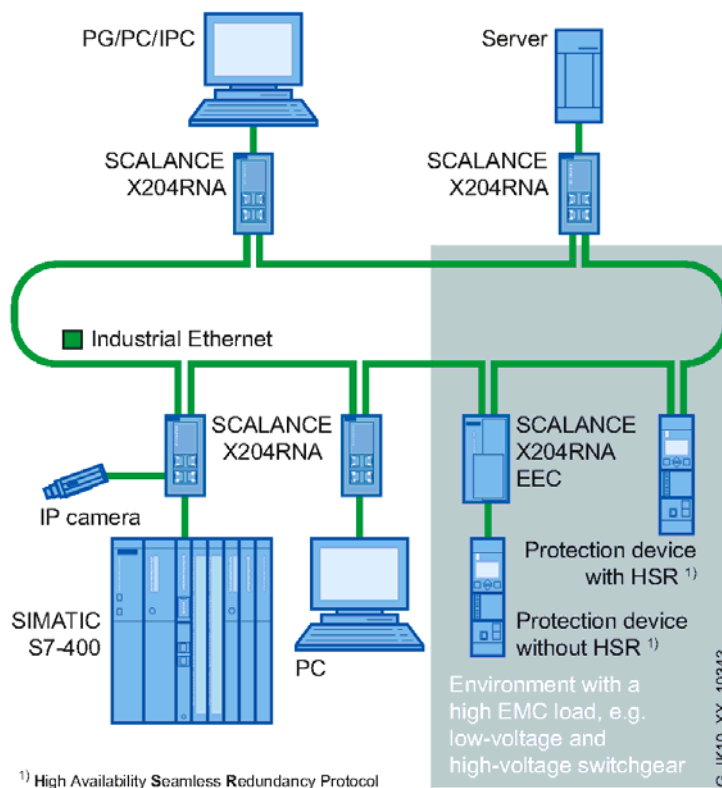 PG/PC/IPC
Server
SCALANCE
X204RNA
SCALANCE
X204RNA
Industrial Ethernet
SCALANCE
X204RNA
SCALANCE
X204RNA
EEC
IP camera
Protection device
with HSR 1)
SIMATIC
S7-400
PC
Protection device
without HSR 1)
Environment with a
high EMC load, e.g.
low-voltage and
high-voltage switchgear
1) High Availability Seamless Redundancy Protocol